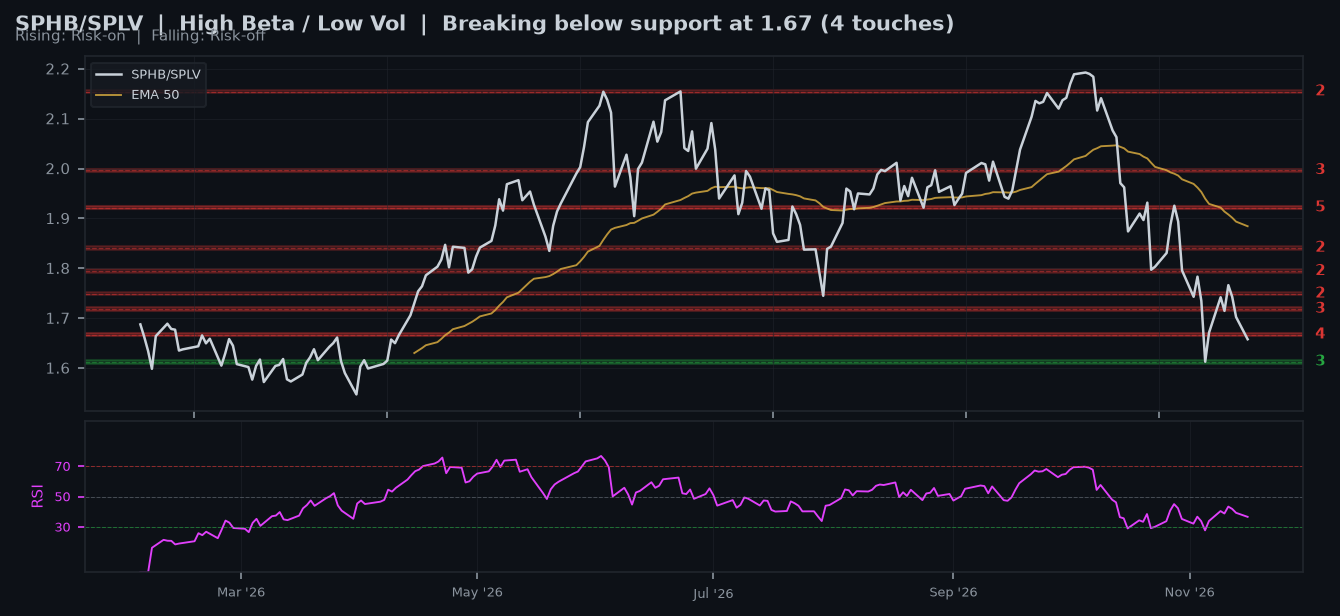 SPHB/SPLV | High Beta / Low Vol | Breaking below support at 1.67 (4 touches)
Rising: Risk-on | Falling: Risk-off
SPHB/SPLV
EMA 50
2.2
2.1
2.0
1.9
1.8
1.7
1.6
2
3
5
2
2
2
3
4
3
RSI
70
50
30
Mar '26
May '26
Jul '26
Sep '26
Nov '26